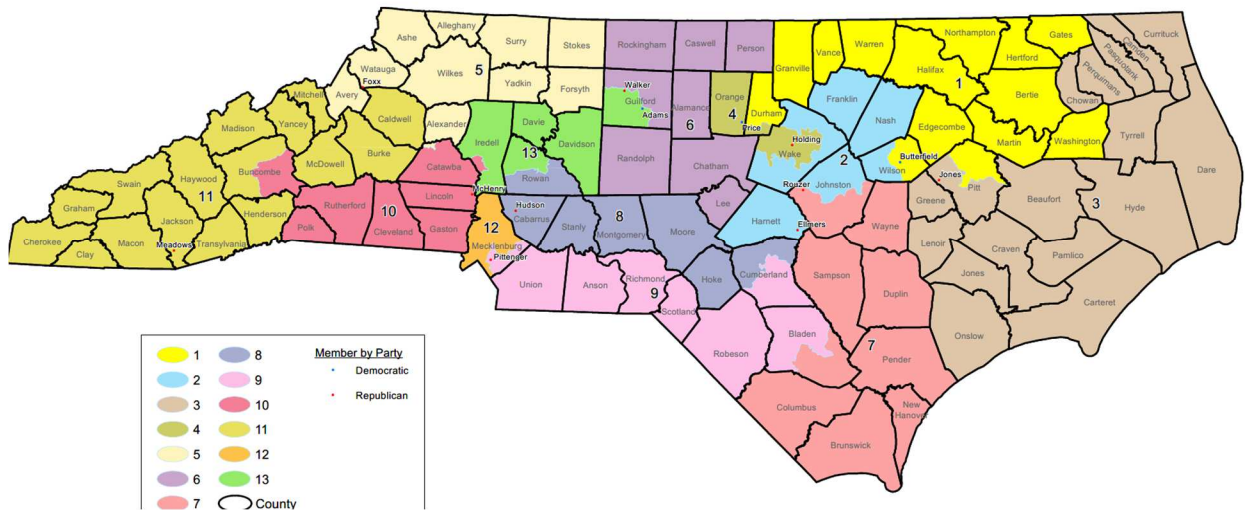 Alleghany
Ashe
Surry
Stokes
Rockingham
Caswell
Person
Granville
Vance
Warren
Northampton
Gates
Hertford
Halifax
Camden
Currituck
Pasquotank
Perquimans
Chowan
Bertie
1
Watauga
Foxx
Wilkes
5
Yadkin
Forsyth
Walker
Guilford
Adams
Alamance
6
Orange
4
Price
Durham
Franklin
Nash
Edgecombe
Martin
Washington
Tyrrell
Dare
Avery
Mitchell
Yancey
Madison
Caldwell
Alexander
Iredell
Davie
Davidson
13
Rowan
Randolph
Chatham
Holding
Wake
2
Butterfield
Wilson
Jones
Pitt
Greene
Beaufort
3
Hyde
Burke
McDowell
Buncombe
Haywood
Swain
11
Catawba
McHenry
Lincoln
Rutherford
10
Cleveland
Gaston
Polk
Henderson
Jackson
Graham
Cherokee
Macon
Clay
Meadows
Transylvania
12
Mecklenburg
Pittenger
Hudson
Cabarrus
Stanly
8
Montgomery
Moore
Lee
Harnett
Rouzer
Johnston
Ellmers
Wayne
Lenoir
Craven
Pamlico
Jones
Carteret
Onslow
Union
Anson
Richmond
9
Scotland
Hoke
Cumberland
Sampson
Duplin
Robeson
Bladen
7
Pender
Columbus
New
Hanover
Brunswick
1
2
3
4
5
6
7
8
9
10
11
12
13
County
Member by Party
Democratic
Republican